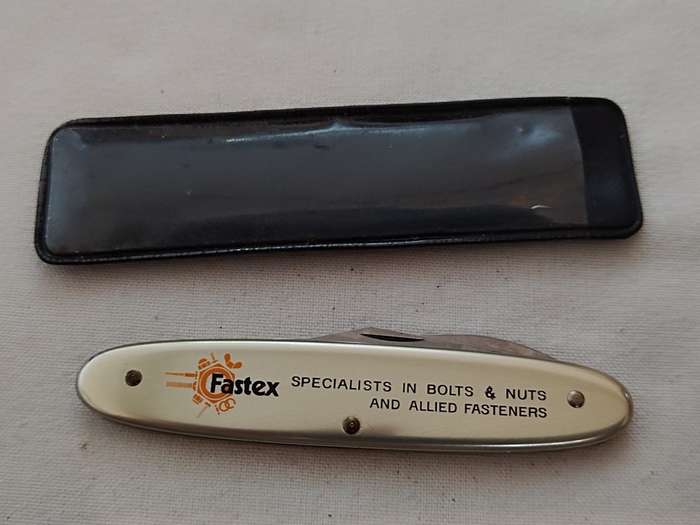 Fastex
SPECIALISTS IN BOLTS & NUTS
AND ALLIED FASTENERS